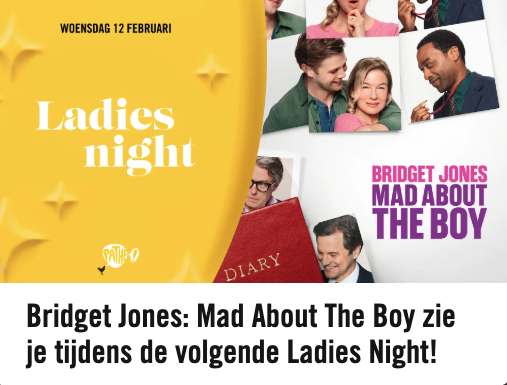 WOENSDAG 12 FEBRUARI
Ladies
night
PATHÉ
BRIDGET JONES
MAD ABOUT
THE BOY
DIARY
Bridget Jones: Mad About The Boy zie
je tijdens de volgende Ladies Night!